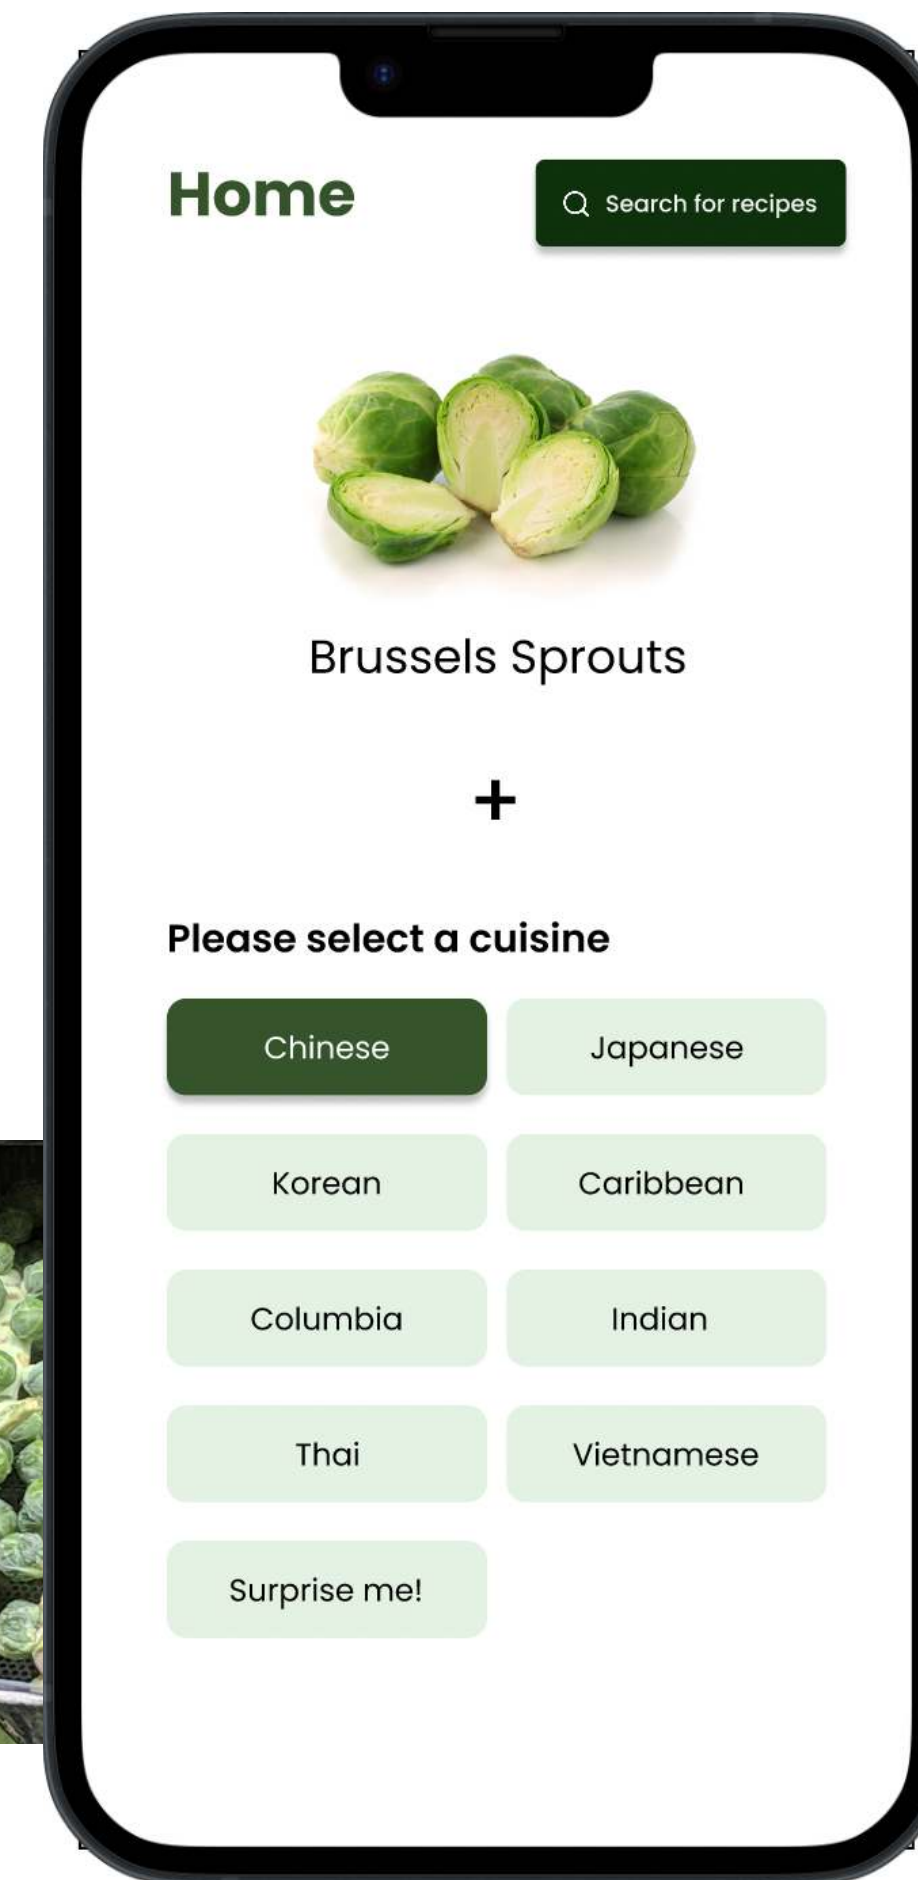 Home
Search for recipes
Brussels Sprouts
+
Please select a cuisine
Chinese
Japanese
Korean
Caribbean
Columbia
Indian
Thai
Vietnamese
Surprise me!